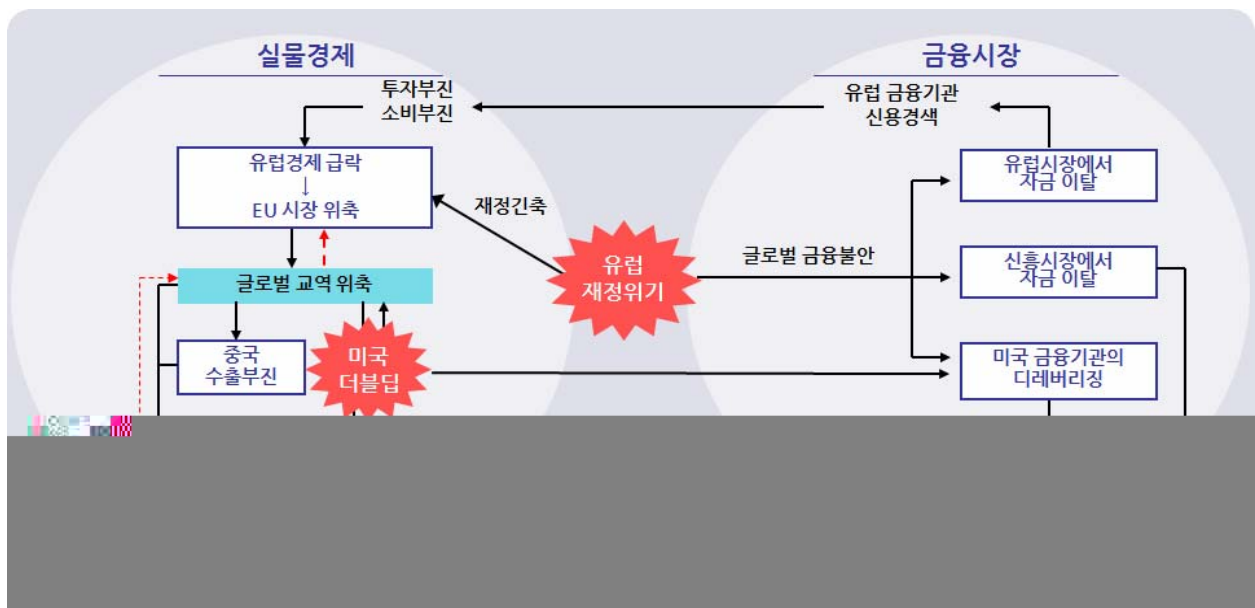 실물경제
금융시장
투자부진
소비부진
유럽 금융기관
신용경색
유럽경제 급락
↓
EU 시장 위축
유럽시장에서
자금 이탈
재정긴축
유럽
재정위기
글로벌 금융불안
신흥시장에서
자금 이탈
글로벌 교역 위축
중국
수출부진
미국
더블딥
미국 금융기관의
디레버리징